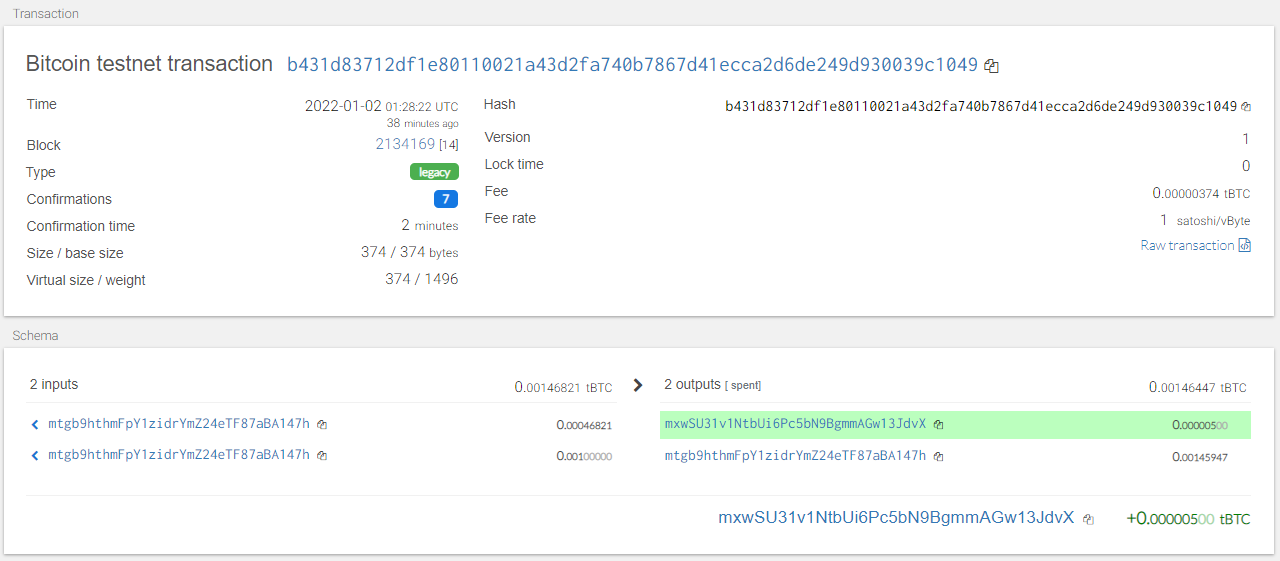 Transaction
Bitcoin testnet transaction b431d83712df1e80110021a43d2fa740b7867d41ecca2d6de249d930039c1049
Time 2022-01-02 01:28:22 UTC
38 minutes ago
Block 2134169 [14]
Type legacy
Confirmations 7
Confirmation time 2 minutes
Size / base size 374 / 374 bytes
Virtual size / weight 374 / 1496
Hash b431d83712df1e80110021a43d2fa740b7867d41ecca2d6de249d930039c1049
Version 1
Lock time 0
Fee 0.00000374 tBTC
Fee rate 1 satoshi/vByte
Raw transaction
Schema
2 inputs 0.00146821 tBTC
mtgb9hthmFpY1zidrYmZ24eTF87aBA147h 0.00046821
mtgb9hthmFpY1zidrYmZ24eTF87aBA147h 0.00100000
2 outputs [ spent] 0.00146447 tBTC
mxwSU31v1NtbUi6Pc5bN9BgmmAGw13JdvX 0.00000500
mtgb9hthmFpY1zidrYmZ24eTF87aBA147h 0.00145947
mxwSU31v1NtbUi6Pc5bN9BgmmAGw13JdvX +0.00000500 tBTC